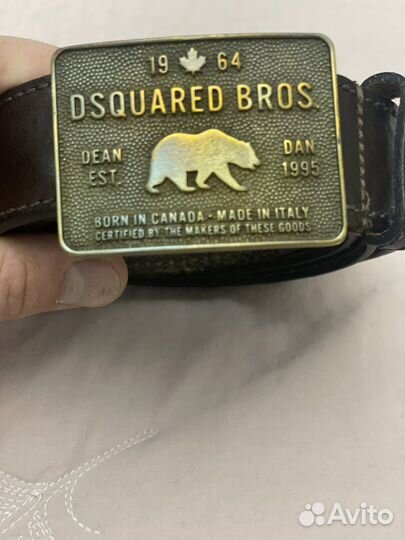 19 64
DSQUARED BROS.
DEAN DAN
EST. 1995
BORN IN CANADA · MADE IN ITALY
CERTIFIED BY THE MAKERS OF THESE GOODS
Avito